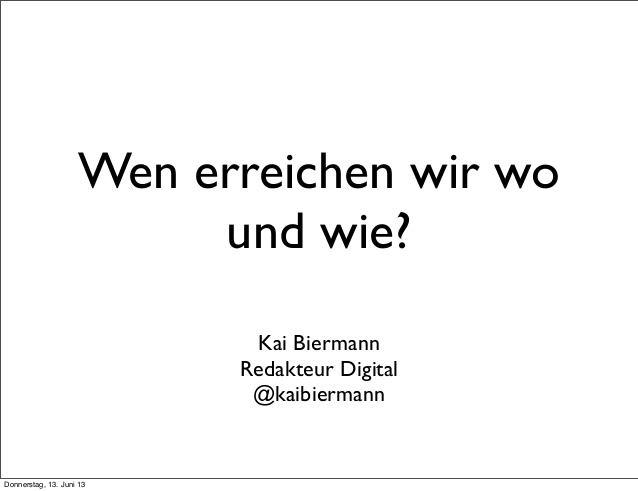 Wen erreichen wir wo
und wie?
Kai Biermann
Redakteur Digital
@kaibiermann
Donnerstag, 13. Juni 13